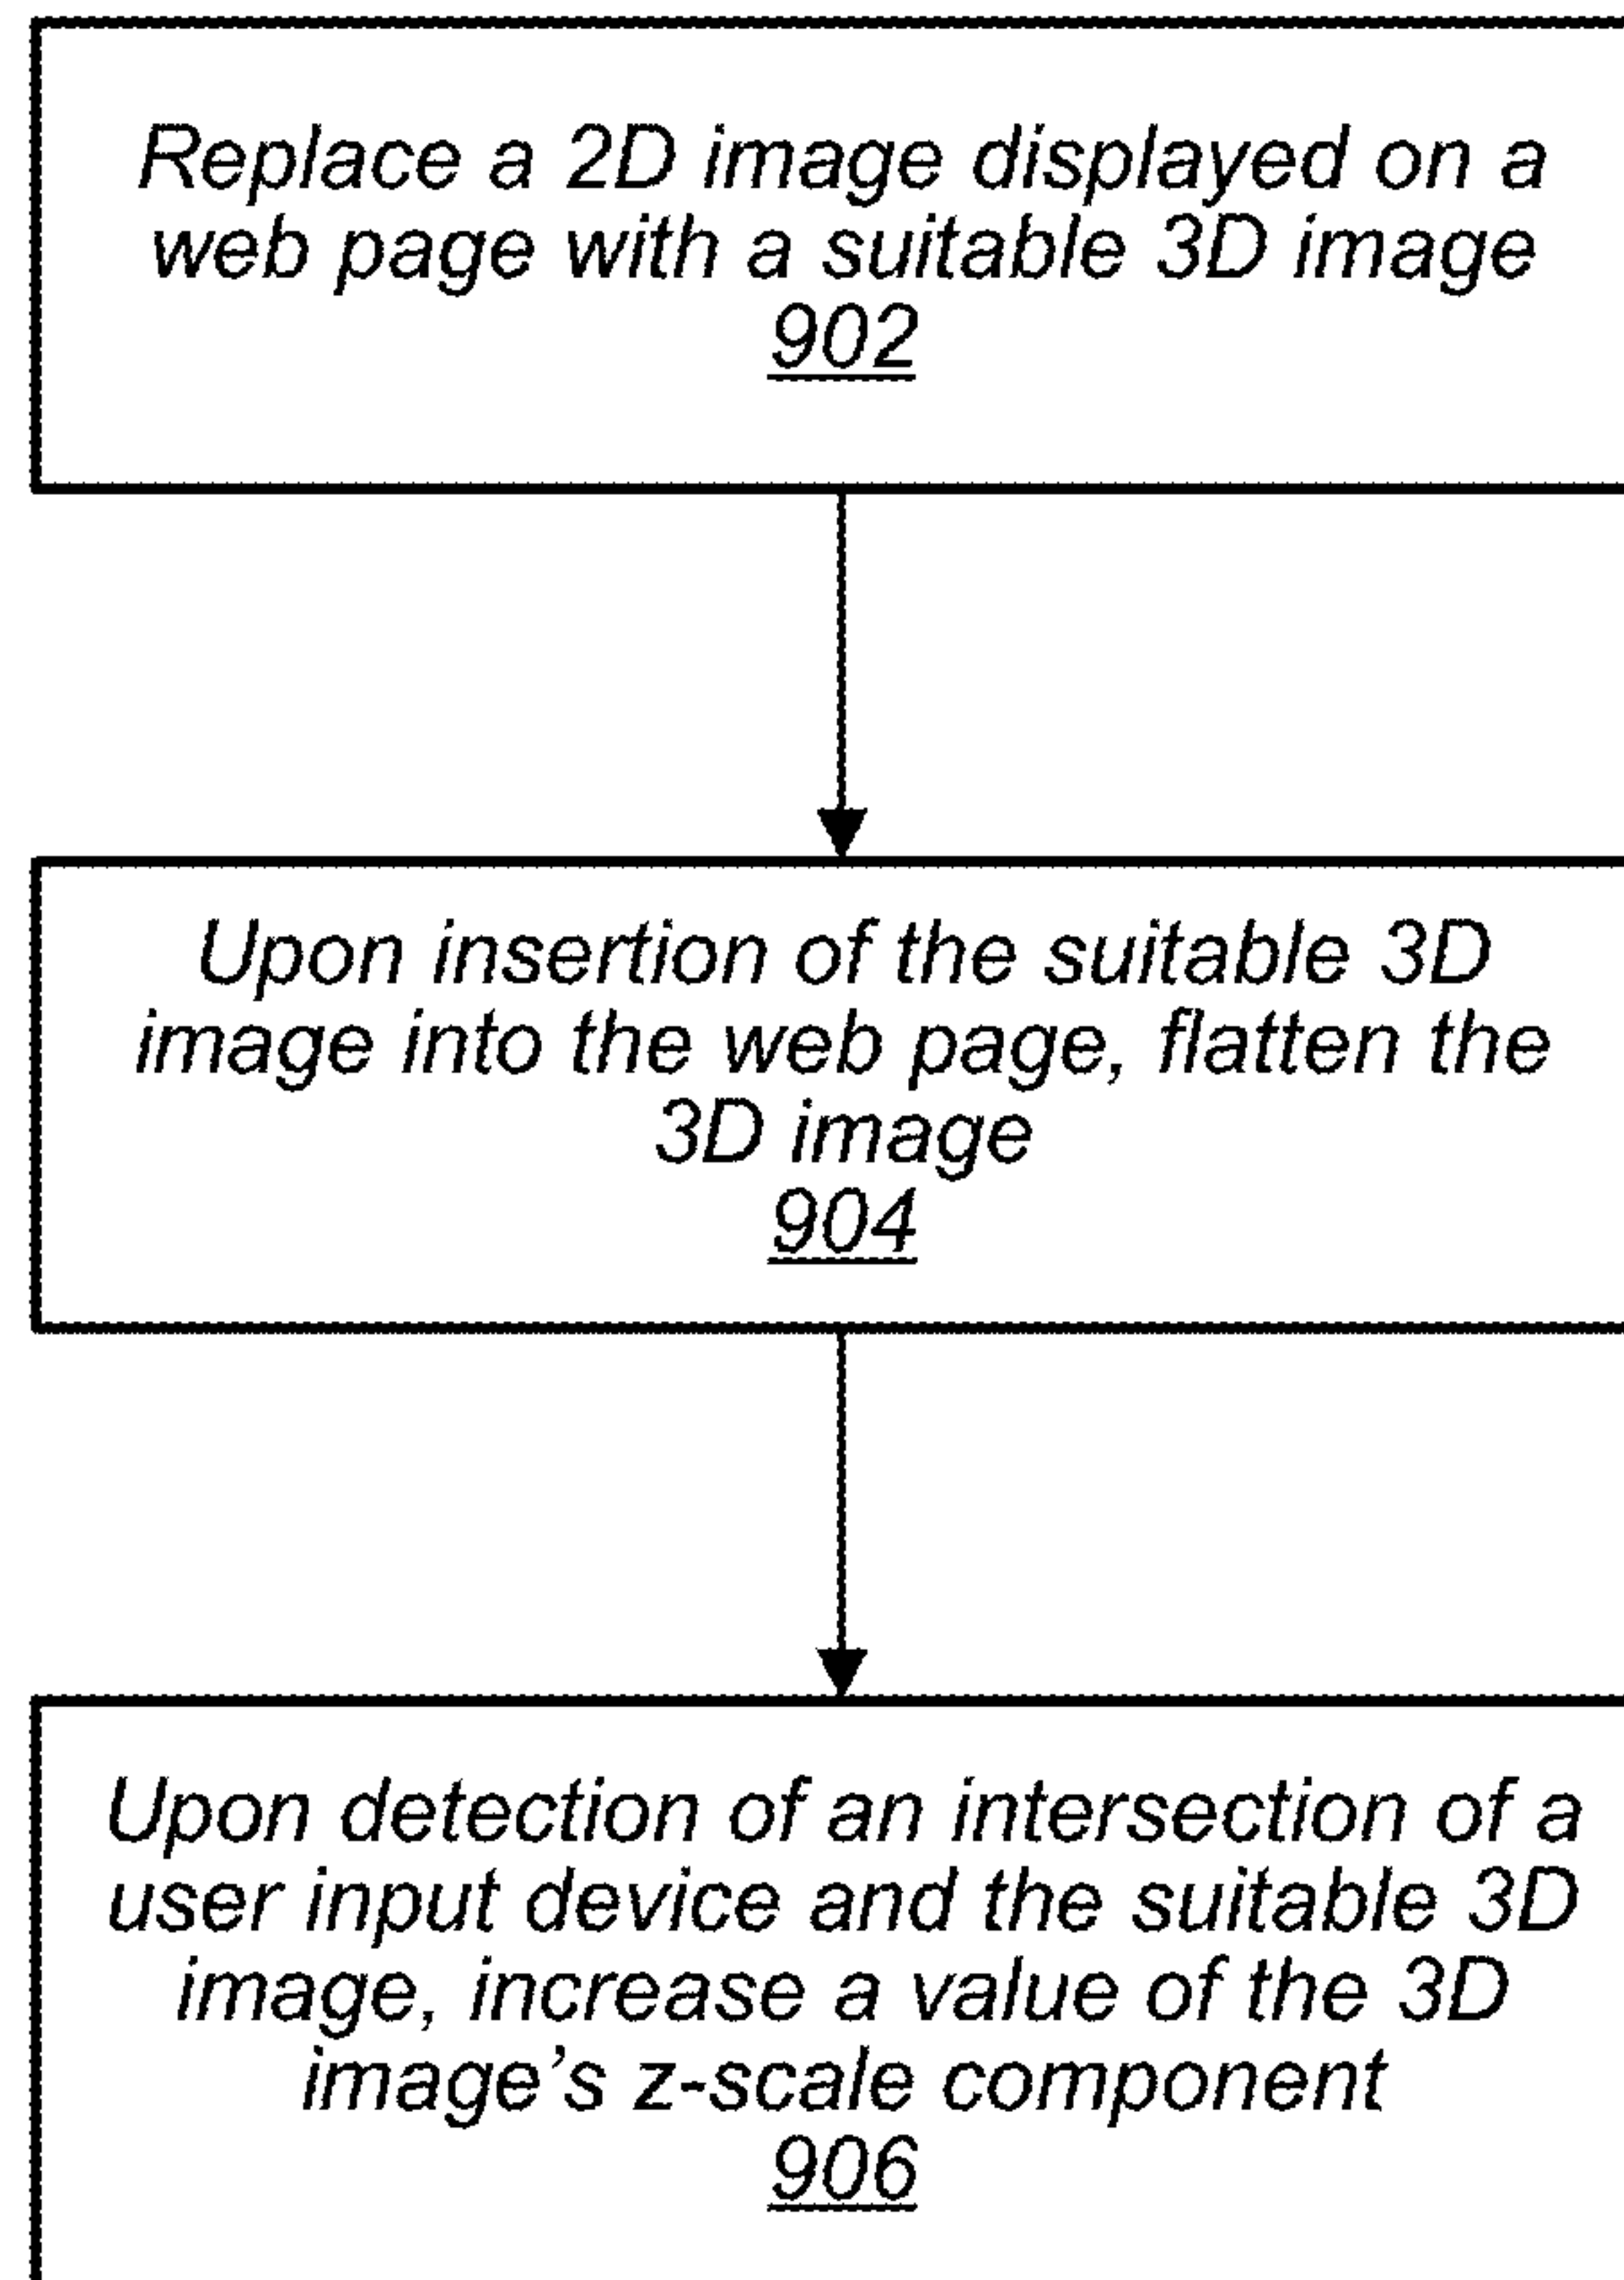 Replace a 2D image displayed on a
web page with a suitable 3D image
902
Upon insertion of the suitable 3D
image into the web page, flatten the
3D image
904
Upon detection of an intersection of a
user input device and the suitable 3D
image, increase a value of the 3D
image's z-scale component
906